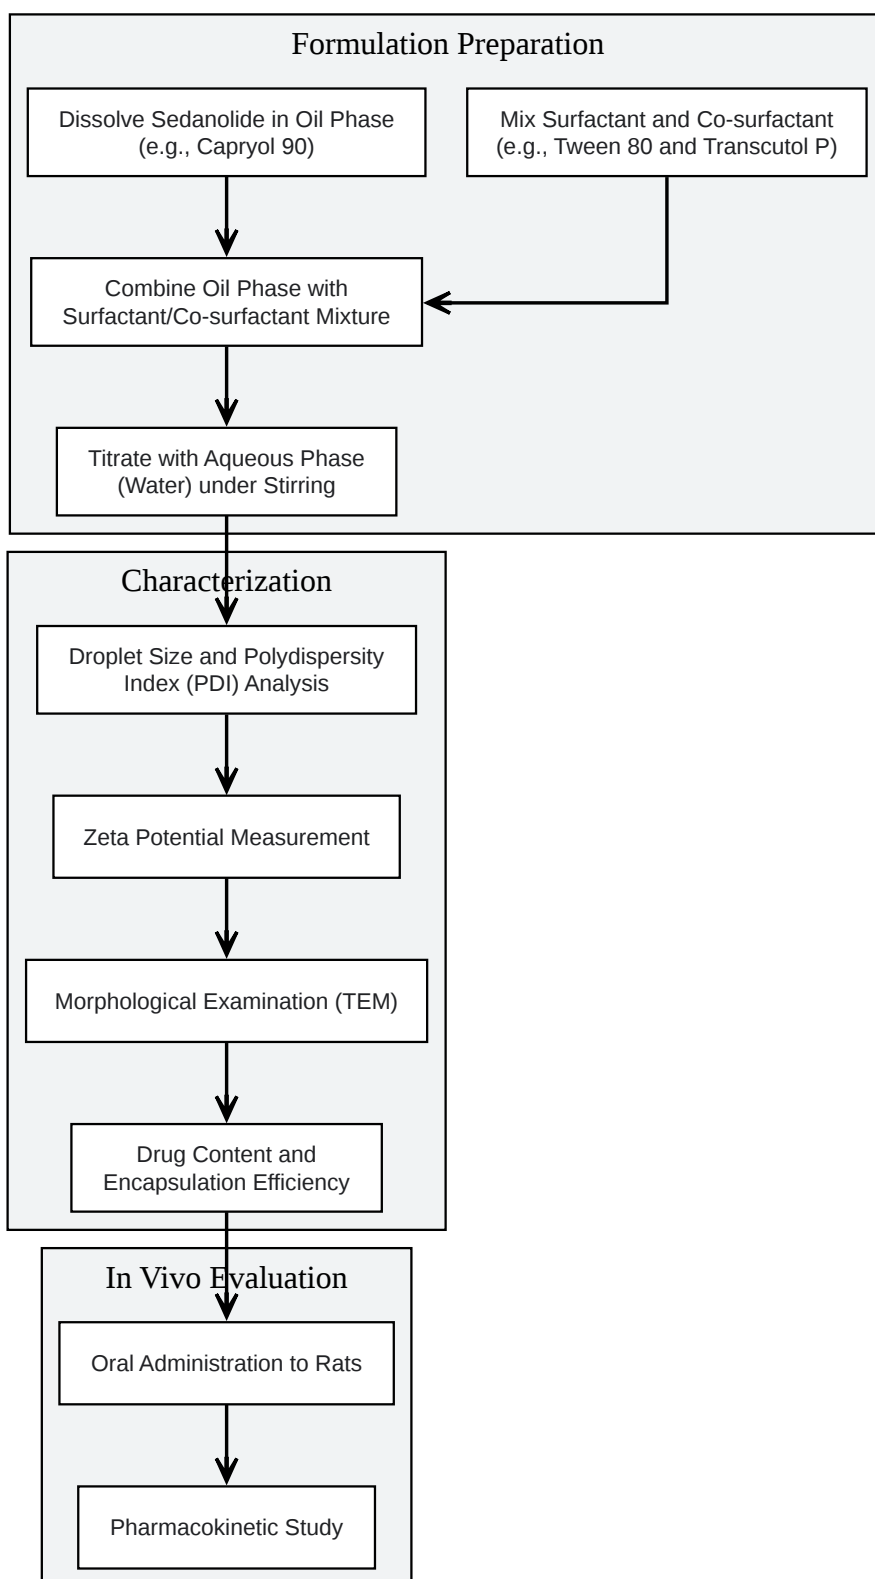 Formulation Preparation
Dissolve Sedanolide in Oil Phase
(e.g., Capryol 90)
Mix Surfactant and Co-surfactant
(e.g., Tween 80 and Transcutol P)
Combine Oil Phase with
Surfactant/Co-surfactant Mixture
Titrate with Aqueous Phase
(Water) under Stirring
Characterization
Droplet Size and Polydispersity
Index (PDI) Analysis
Zeta Potential Measurement
Morphological Examination (TEM)
Drug Content and
Encapsulation Efficiency
In Vivo Evaluation
Oral Administration to Rats
Pharmacokinetic Study